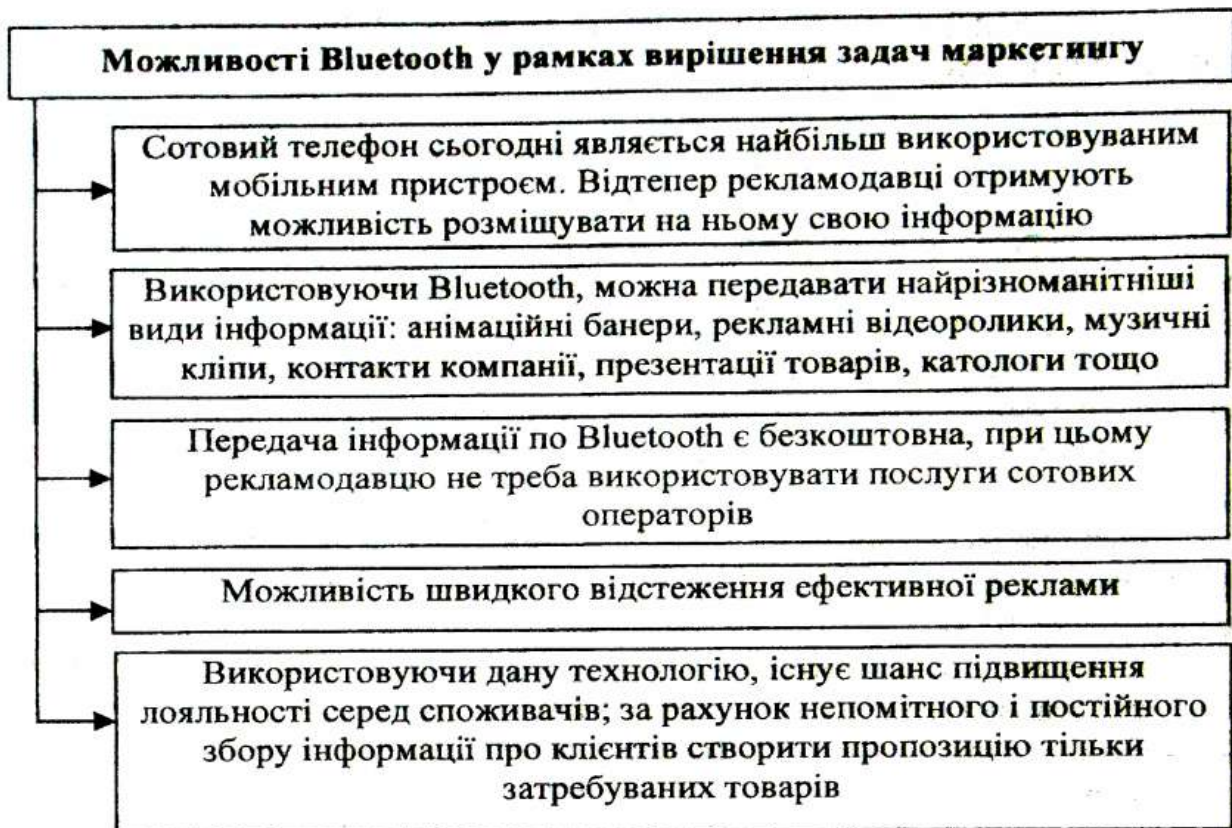 Можливості Bluetooth у рамках вирішення задач маркетингу
Сотовий телефон сьогодні являється найбільш використовуваним
мобільним пристроєм. Відтепер рекламодавці отримують
можливість розміщувати на ньому свою інформацію
Використовуючи Bluetooth, можна передавати найрізноманітніші
види інформації: анімаційні банери, рекламні відеоролики, музичні
кліпи, контакти компанії, презентації товарів, катологи тощо
Передача інформації по Bluetooth є безкоштовна, при цьому
рекламодавцю не треба використовувати послуги сотових
операторів
Можливість швидкого відстеження ефективної реклами
Використовуючи дану технологію, існує шанс підвищення
лояльності серед споживачів; за рахунок непомітного і постійного
збору інформації про клієнтів створити пропозицію тільки
затребуваних товарів